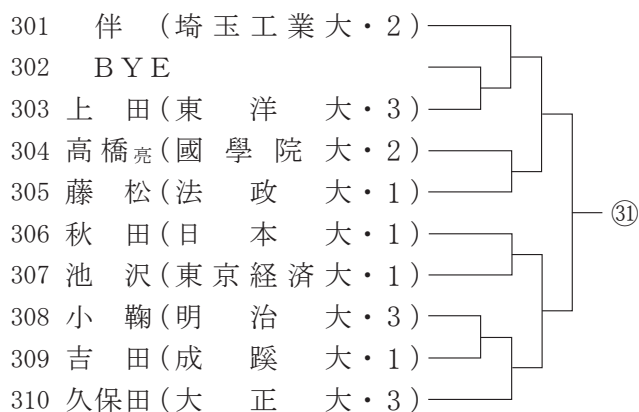 301 伴 (埼玉工業大・2)
302 BYE
303 上田(東洋大・3)
304 高橋亮(國學院大・2)
305 藤松(法政大・1)
306 秋田(日本大・1)
307 池沢(東京経済大・1)
308 小鞠(明治大・3)
309 吉田(成蹊大・1)
310 久保田(大正大・3)
㉛